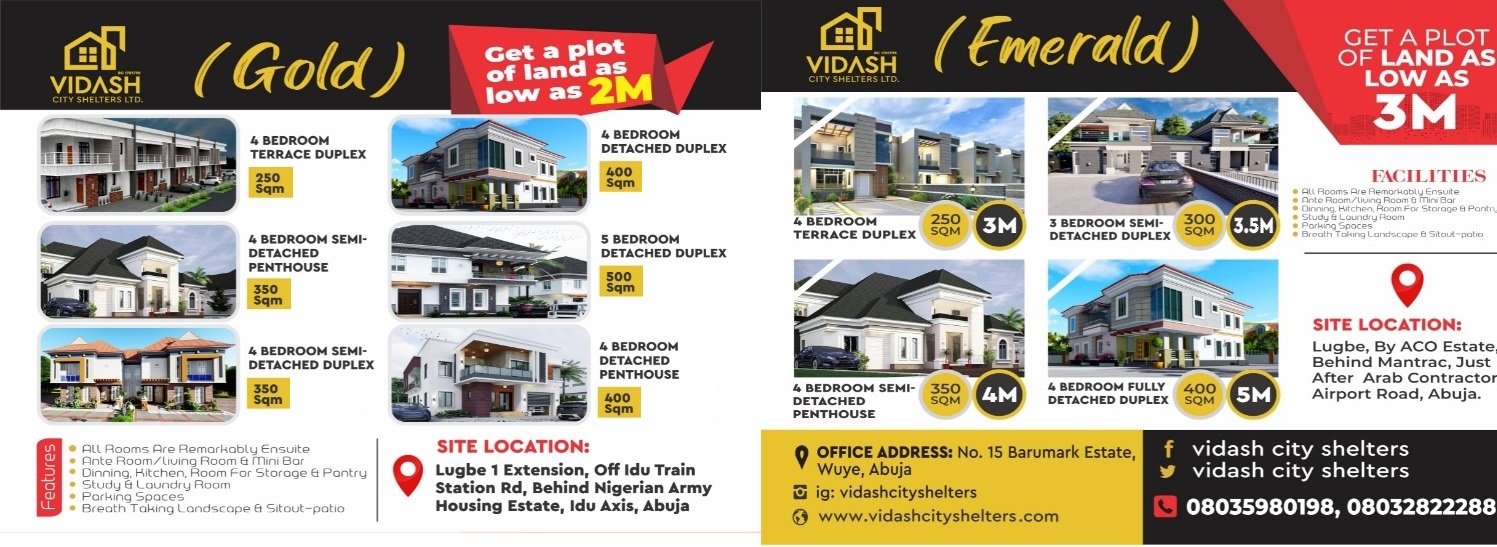 VIDASH
CITY SHELTERS LTD.
(Gold)
Get a plot
of land as
low as 2M
4 BEDROOM
TERRACE DUPLEX
250
Sqm
4 BEDROOM
DETACHED DUPLEX
400
Sqm
4 BEDROOM SEMI-
DETACHED
PENTHOUSE
350
Sqm
5 BEDROOM
DETACHED DUPLEX
500
Sqm
4 BEDROOM SEMI-
DETACHED DUPLEX
350
Sqm
4 BEDROOM
DETACHED
PENTHOUSE
400
Sqm
Features
All Rooms Are Remarkably Ensuite
Ante Room/living Room & Mini Bar
Dinning, Kitchen, Room For Storage & Pantry
Study & Laundry Room
Parking Spaces
Breath Taking Landscape & Sitout-patio
SITE LOCATION:
Lugbe 1 Extension, Off Idu Train
Station Rd, Behind Nigerian Army
Housing Estate, Idu Axis, Abuja
VIDASH
CITY SHELTERS LTD.
(Emerald)
GET A PLOT
OF LAND AS
LOW AS
3M
4 BEDROOM
TERRACE DUPLEX
250
SQM
3M
3 BEDROOM SEMI-
DETACHED DUPLEX
300
SQM
3.5M
4 BEDROOM SEMI-
DETACHED
PENTHOUSE
350
SQM
4M
4 BEDROOM FULLY
DETACHED DUPLEX
400
SQM
5M
FACILITIES
All Rooms Are Remarkably Ensuite
Ante Room/living Room & Mini Bar
Dinning, Kitchen, Room For Storage & Pantry
Study & Laundry Room
Parking Spaces
Breath Taking Landscape & Sitout-patio
SITE LOCATION:
Lugbe, By ACO Estate,
Behind Mantrac, Just
After Arab Contractor
Airport Road, Abuja.
OFFICE ADDRESS: No. 15 Barumark Estate,
Wuye, Abuja
ig: vidashcityshelters
www.vidashcityshelters.com
vidash city shelters
vidash city shelters
08035980198, 08032822288